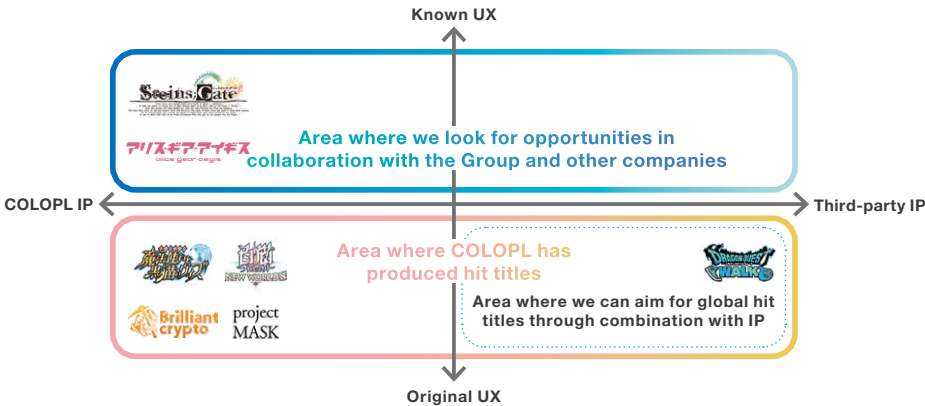 Known UX
Steins;Gate
アリス・ギア・アイギス
alice gear aegis
Area where we look for opportunities in
collaboration with the Group and other companies
COLOPL IP
Third-party IP
Area where COLOPL has
produced hit titles
NEW WORLD'S
DRAGON QUEST
WALK
Brilliant
crypto
project
MASK
Area where we can aim for global hit
titles through combination with IP
Original UX